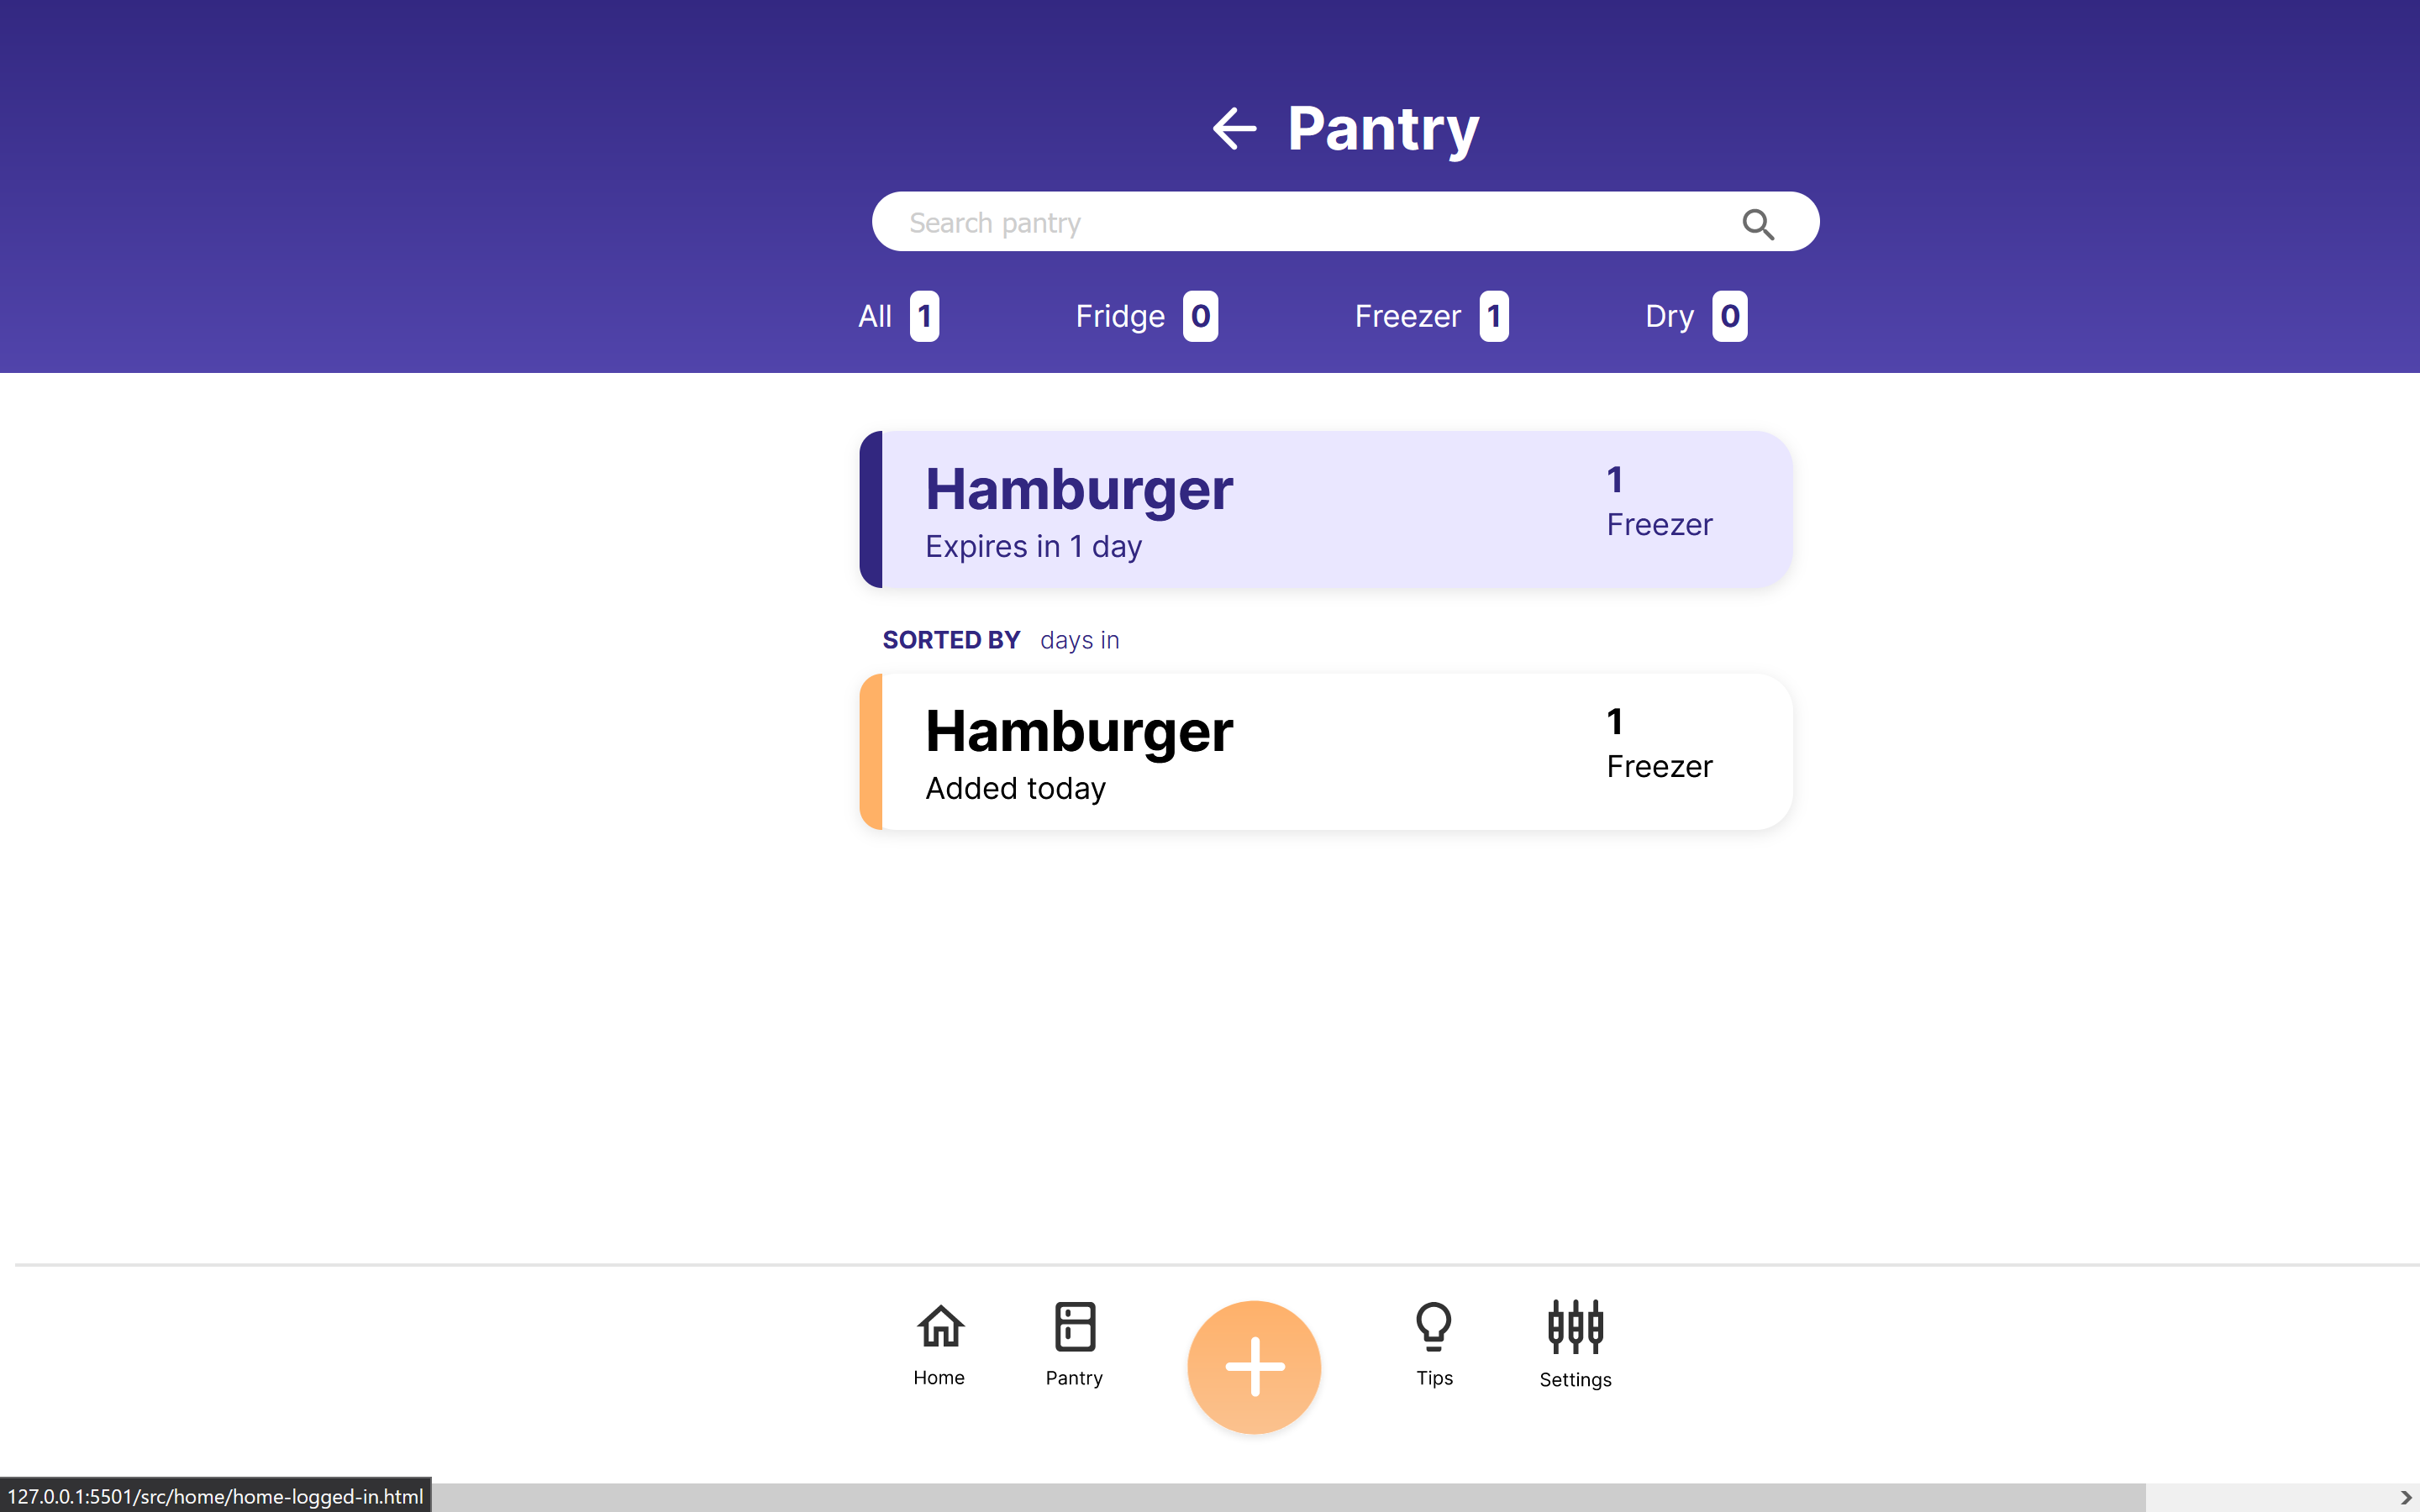 Pantry
Search pantry
All 1 Fridge 0 Freezer 1 Dry 0
Hamburger
Expires in 1 day
1
Freezer
SORTED BY days in
Hamburger
Added today
1
Freezer
Home Pantry Tips Settings
127.0.0.1:5501/src/home/home-logged-in.html